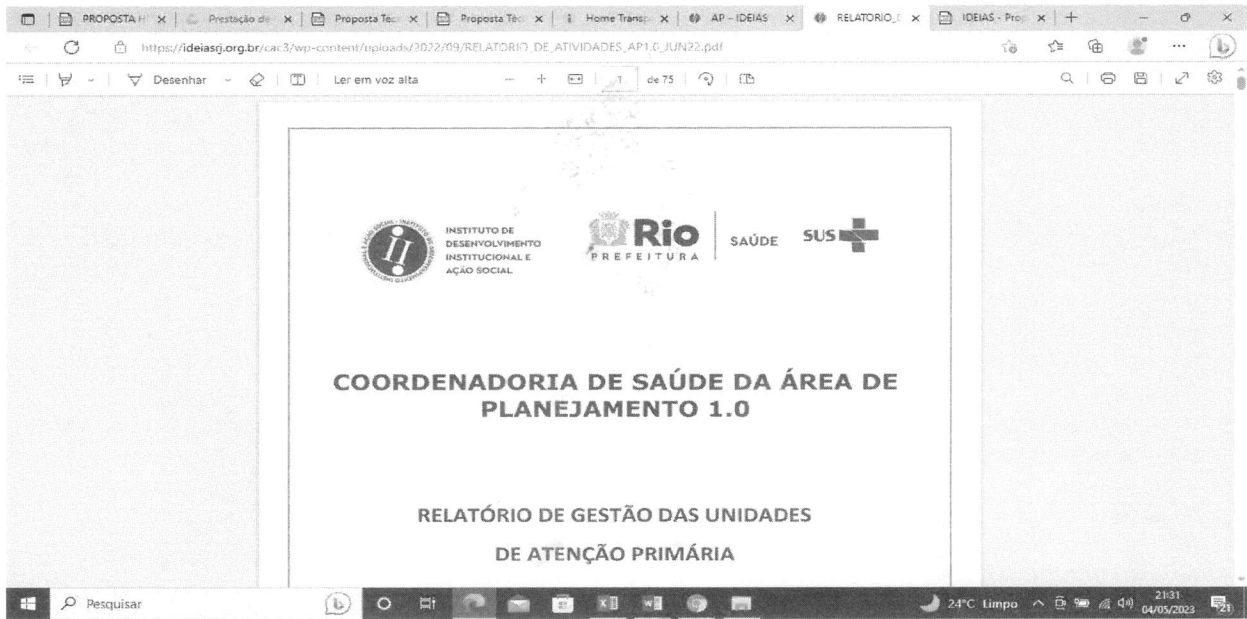 PROPOSTA H
Prestação de
Proposta Tec
Proposta Téc
Home Transp
AP - IDEIAS
RELATORIO_D
IDEIAS - Prop
https://ideiasrj.org.br/cac3/wp-content/uploads/2022/09/RELATORIO_DE_ATIVIDADES_AP1.0_JUN22.pdf
Desenhar
Ler em voz alta
1 de 75
INSTITUTO DE
DESENVOLVIMENTO
INSTITUCIONAL E
AÇÃO SOCIAL
Rio
PREFEITURA
SAÚDE
SUS
COORDENADORIA DE SAÚDE DA ÁREA DE
PLANEJAMENTO 1.0
RELATÓRIO DE GESTÃO DAS UNIDADES
DE ATENÇÃO PRIMÁRIA
Pesquisar
24°C Limpo
21:31
04/05/2023
21